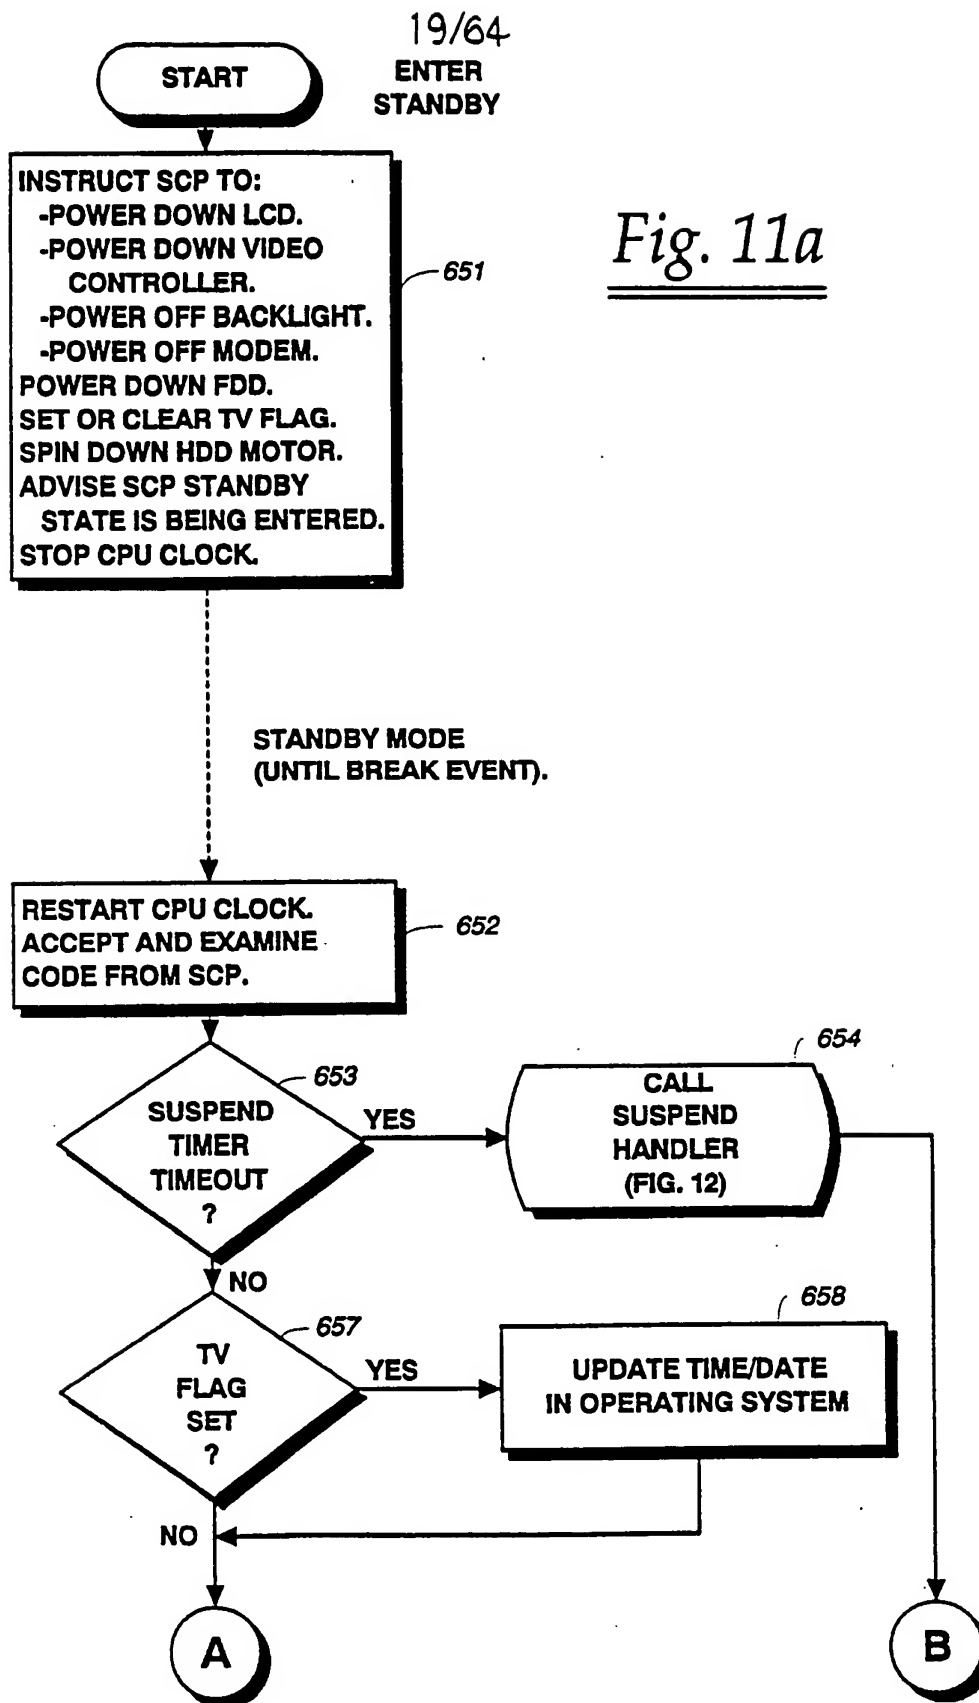 19/64
START
ENTER
STANDBY
INSTRUCT SCP TO:
-POWER DOWN LCD.
-POWER DOWN VIDEO
CONTROLLER.
-POWER OFF BACKLIGHT.
-POWER OFF MODEM.
POWER DOWN FDD.
SET OR CLEAR TV FLAG.
SPIN DOWN HDD MOTOR.
ADVISE SCP STANDBY
STATE IS BEING ENTERED.
STOP CPU CLOCK.
651
Fig. 11a
STANDBY MODE
(UNTIL BREAK EVENT).
RESTART CPU CLOCK.
ACCEPT AND EXAMINE
CODE FROM SCP.
652
SUSPEND
TIMER
TIMEOUT
?
653
YES
CALL
SUSPEND
HANDLER
(FIG. 12)
654
NO
TV
FLAG
SET
?
657
YES
UPDATE TIME/DATE
IN OPERATING SYSTEM
658
NO
A
B